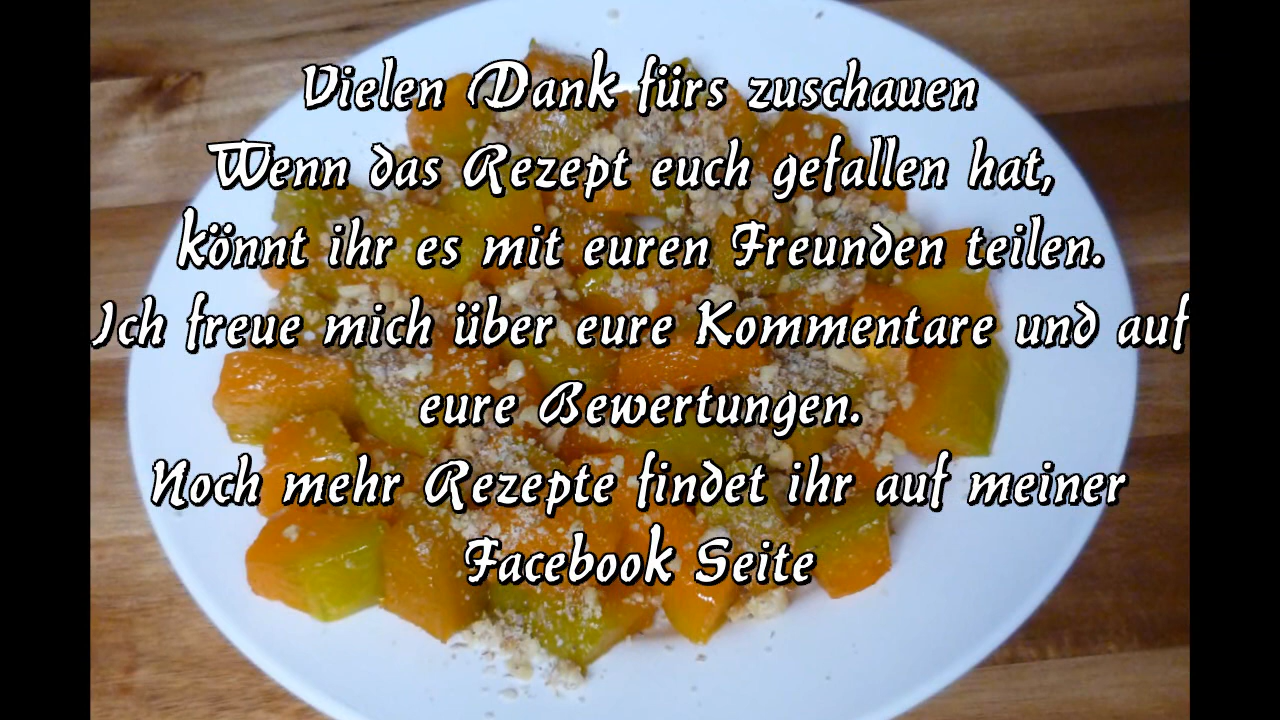 Vielen Dank fürs zuschauen
Wenn das Rezept euch gefallen hat,
könnt ihr es mit euren Freunden teilen.
Ich freue mich über eure Kommentare und auf
eure Bewertungen.
Noch mehr Rezepte findet ihr auf meiner
Facebook Seite